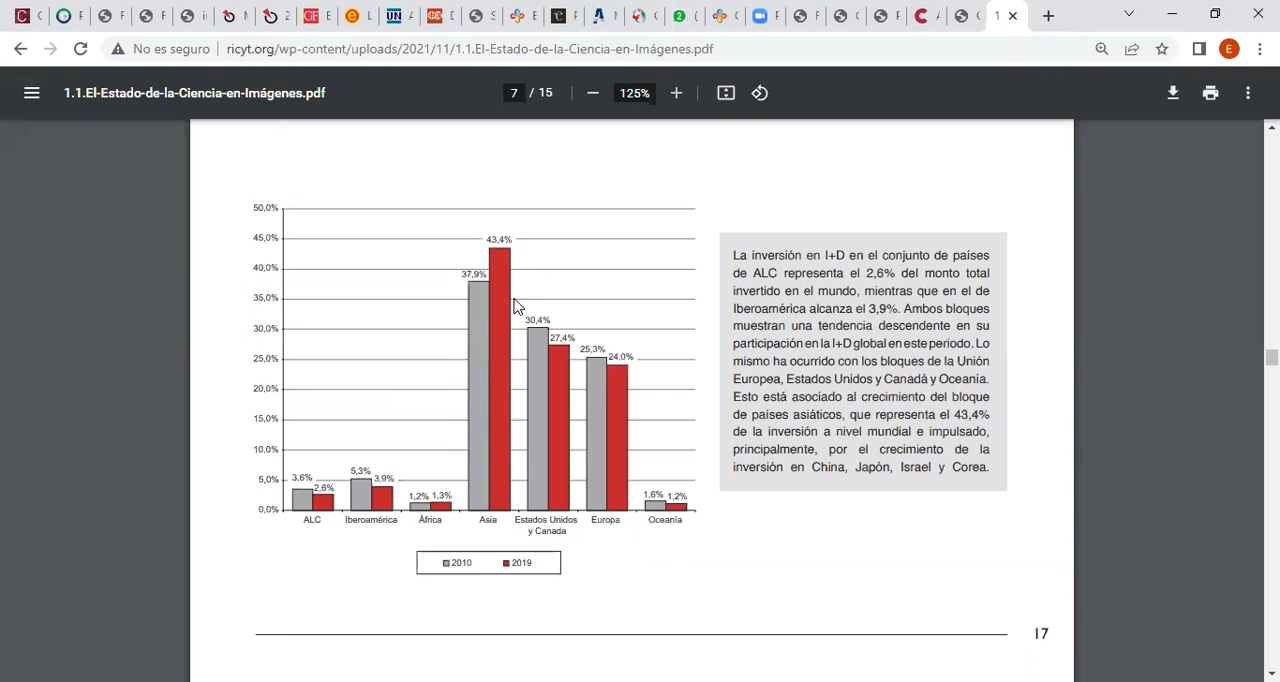 No es seguro
ricyt.org/wp-content/uploads/2021/11/1.1.El-Estado-de-la-Ciencia-en-Imágenes.pdf
E
1.1.El-Estado-de-la-Ciencia-en-Imágenes.pdf
7 / 15
125%
50,0%
45,0%
40,0%
35,0%
30,0%
25,0%
20,0%
15,0%
10,0%
5,0%
0,0%
3,6% 2,6%
5,3% 3,9%
1,2% 1,3%
37,9% 43,4%
30,4% 27,4%
25,3% 24,0%
1,6% 1,2%
ALC
Iberoamérica
África
Asia
Estados Unidos
y Canada
Europa
Oceanía
2010 2019
La inversión en I+D en el conjunto de países
de ALC representa el 2,6% del monto total
invertido en el mundo, mientras que en el de
Iberoamérica alcanza el 3,9%. Ambos bloques
muestran una tendencia descendente en su
participación en la I+D global en este periodo. Lo
mismo ha ocurrido con los bloques de la Unión
Europea, Estados Unidos y Canadá y Oceanía.
Esto está asociado al crecimiento del bloque
de países asiáticos, que representa el 43,4%
de la inversión a nivel mundial e impulsado,
principalmente, por el crecimiento de la
inversión en China, Japón, Israel y Corea.
17